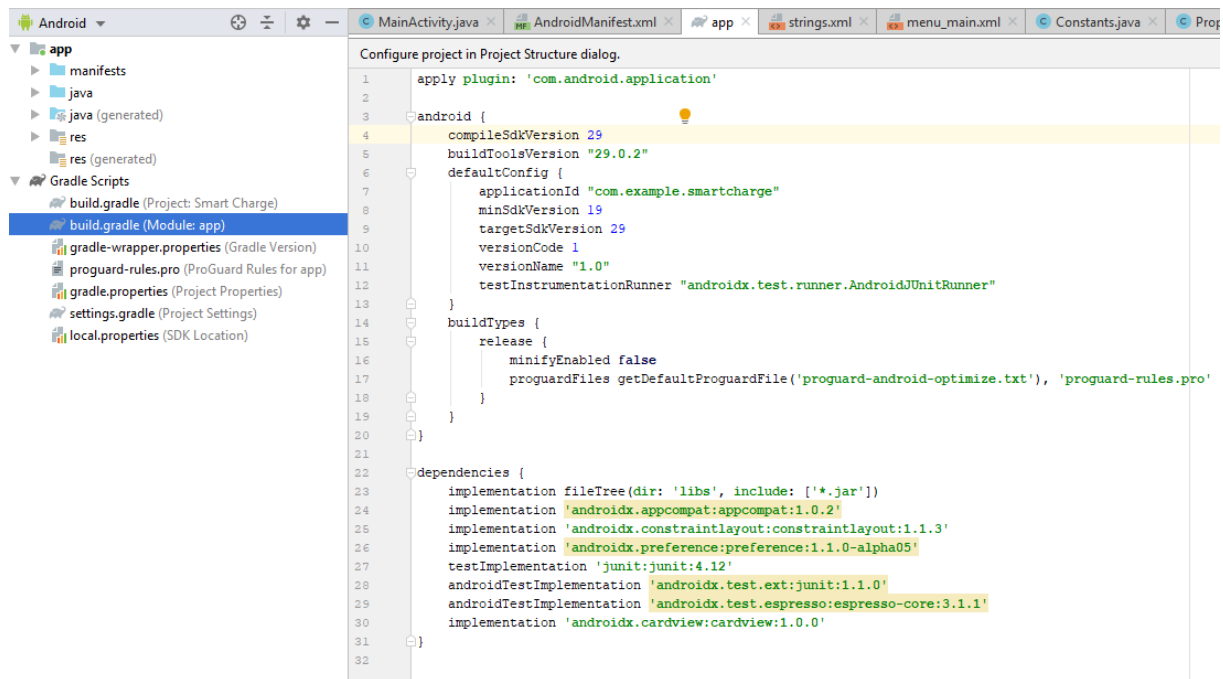 Android
MainActivity.java
AndroidManifest.xml
app
strings.xml
menu_main.xml
Constants.java
Prop
app
manifests
java
java (generated)
res
res (generated)
Gradle Scripts
build.gradle (Project: Smart Charge)
build.gradle (Module: app)
gradle-wrapper.properties (Gradle Version)
proguard-rules.pro (ProGuard Rules for app)
gradle.properties (Project Properties)
settings.gradle (Project Settings)
local.properties (SDK Location)
Configure project in Project Structure dialog.
1 apply plugin: 'com.android.application'
2
3 android {
4 compileSdkVersion 29
5 buildToolsVersion "29.0.2"
6 defaultConfig {
7 applicationId "com.example.smartcharge"
8 minSdkVersion 19
9 targetSdkVersion 29
10 versionCode 1
11 versionName "1.0"
12 testInstrumentationRunner "androidx.test.runner.AndroidJUnitRunner"
13 }
14 buildTypes {
15 release {
16 minifyEnabled false
17 proguardFiles getDefaultProguardFile('proguard-android-optimize.txt'), 'proguard-rules.pro'
18 }
19 }
20 }
21
22 dependencies {
23 implementation fileTree(dir: 'libs', include: ['*.jar'])
24 implementation 'androidx.appcompat:appcompat:1.0.2'
25 implementation 'androidx.constraintlayout:constraintlayout:1.1.3'
26 implementation 'androidx.preference:preference:1.1.0-alpha05'
27 testImplementation 'junit:junit:4.12'
28 androidTestImplementation 'androidx.test.ext:junit:1.1.0'
29 androidTestImplementation 'androidx.test.espresso:espresso-core:3.1.1'
30 implementation 'androidx.cardview:cardview:1.0.0'
31 }
32